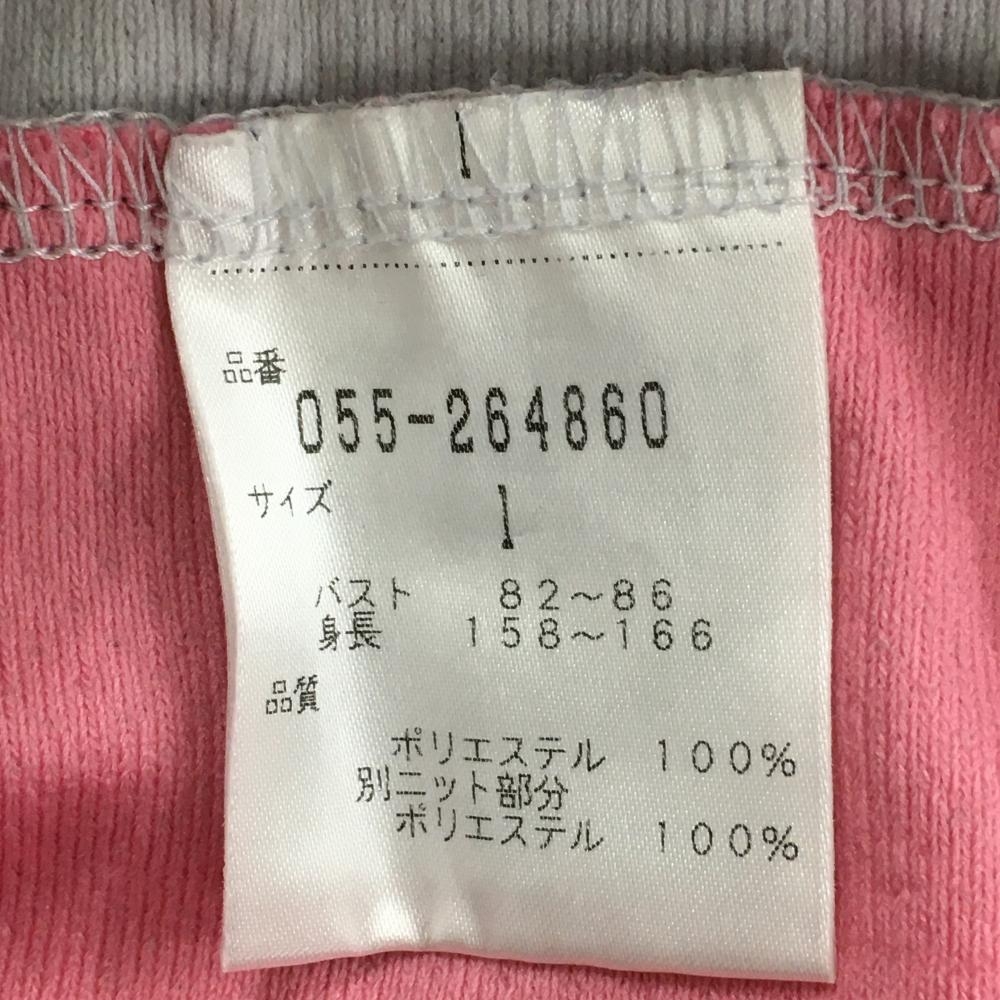 1
品番
055-264860
サイズ
1
バスト 82～86
身長 158～166
品質
ポリエステル 100%
別ニット部分
ポリエステル 100%